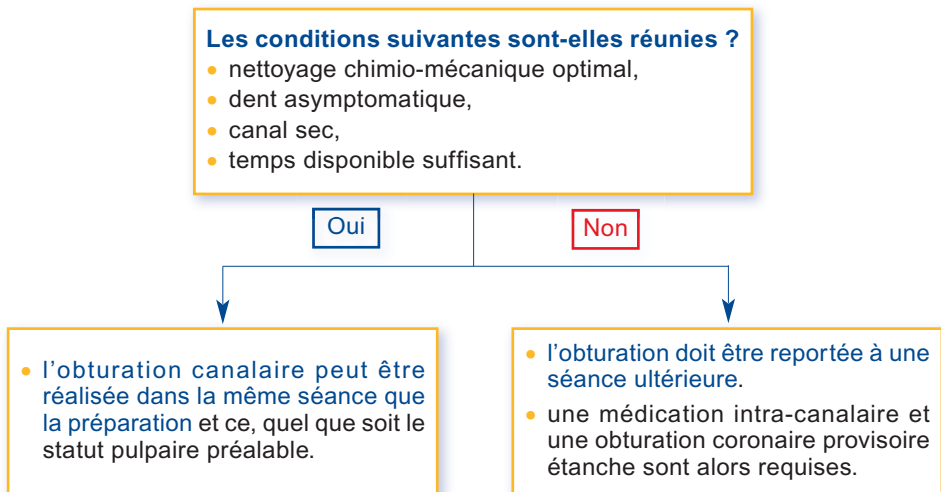 Les conditions suivantes sont-elles réunies ?
• nettoyage chimio-mécanique optimal,
• dent asymptomatique,
• canal sec,
• temps disponible suffisant.
Oui
Non
• l'obturation canalaire peut être
réalisée dans la même séance que
la préparation et ce, quel que soit le
statut pulpaire préalable.
• l'obturation doit être reportée à une
séance ultérieure.
• une médication intra-canalaire et
une obturation coronaire provisoire
étanche sont alors requises.